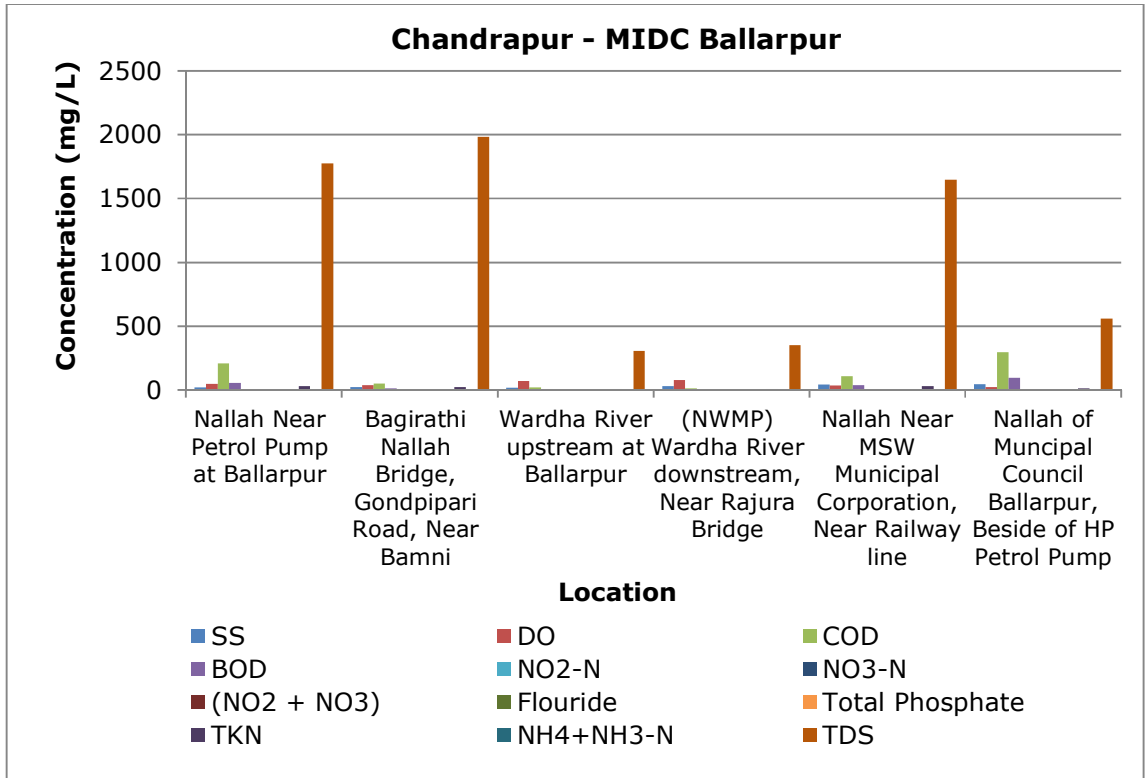 Chandrapur - MIDC Ballarpur
Concentration (mg/L)
2500
2000
1500
1000
500
0
Nallah Near
Petrol Pump
at Ballarpur
Bagirathi
Nallah
Bridge,
Gondpipari
Road, Near
Bamni
Wardha River
upstream at
Ballarpur
(NWMP)
Wardha River
downstream,
Near Rajura
Bridge
Nallah Near
MSW
Municipal
Corporation,
Near Railway
line
Nallah of
Muncipal
Council
Ballarpur,
Beside of HP
Petrol Pump
Location
SS
DO
COD
BOD
NO2-N
NO3-N
(NO2 + NO3)
Flouride
Total Phosphate
TKN
NH4+NH3-N
TDS